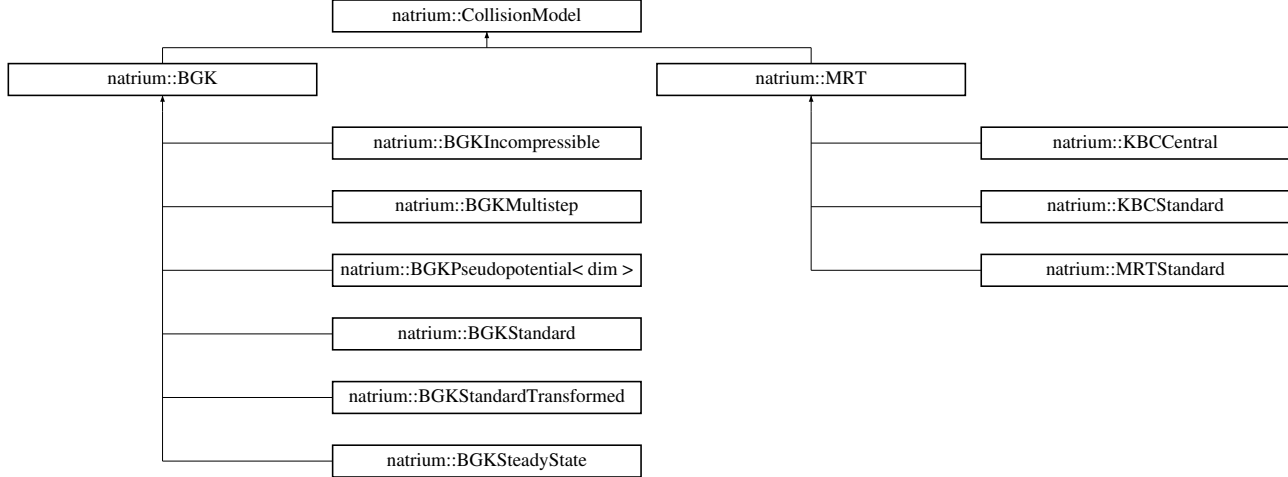 natrium::CollisionModel
natrium::BGK
natrium::MRT
natrium::BGKIncompressible
natrium::KBCCentral
natrium::BGKMultistep
natrium::KBCStandard
natrium::BGKPseudopotential< dim >
natrium::MRTStandard
natrium::BGKStandard
natrium::BGKStandardTransformed
natrium::BGKSteadyState